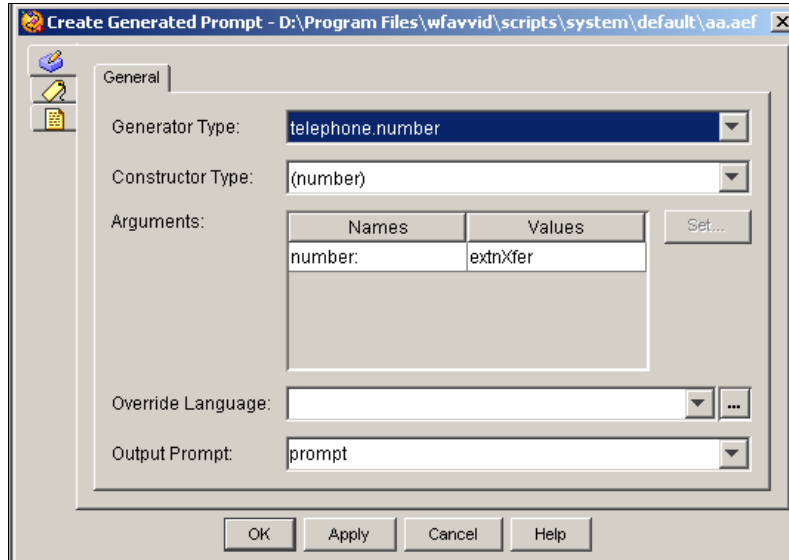 Create Generated Prompt - D:\Program Files\wfavvid\scripts\system\default\aa.aef
General
Generator Type: telephone.number
Constructor Type: (number)
Arguments: Names Values Set...
number: extnXfer
Override Language: ...
Output Prompt: prompt
OK Apply Cancel Help